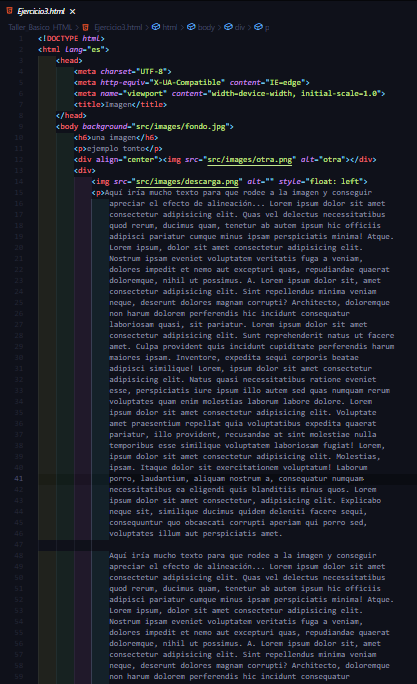 Ejercicio3.html ×
Taller_Basico_HTML > Ejercicio3.html > html > body > div > p
<!DOCTYPE html>
<html lang="es">
<head>
<meta charset="UTF-8">
<meta http-equiv="X-UA-Compatible" content="IE=edge">
<meta name="viewport" content="width=device-width, initial-scale=1.0">
<title>Imagen</title>
</head>
<body background="src/images/fondo.jpg">
<h6>una imagen</h6>
<p>ejemplo tonto</p>
<div align="center"><img src="src/images/otra.png" alt="otra"></div>
<div>
<img src="src/images/descarga.png" alt="" style="float: left">
<p>Aquí iría mucho texto para que rodee a la imagen y conseguir
apreciar el efecto de alineación... Lorem ipsum dolor sit amet
consectetur adipisicing elit. Quas vel delectus necessitatibus
quod rerum, ducimus quam, tenetur ab autem ipsum hic officiis
adipisci pariatur cumque minus ipsam perspiciatis minima! Atque.
Lorem ipsum, dolor sit amet consectetur adipisicing elit.
Nostrum ipsam eveniet voluptatem veritatis fuga a veniam,
dolores impedit et nemo aut excepturi quas, repudiandae quaerat
doloremque, nihil ut possimus. A. Lorem ipsum dolor sit, amet
consectetur adipisicing elit. Sint repellendus minima veniam
neque, deserunt dolores magnam corrupti? Architecto, doloremque
non harum dolorem perferendis hic incidunt consequatur
laboriosam quasi, sit pariatur. Lorem ipsum dolor sit amet
consectetur adipisicing elit. Sunt reprehenderit natus ut facere
amet. Culpa provident quis incidunt cupiditate perferendis harum
maiores ipsam. Inventore, expedita sequi corporis beatae
adipisci similique! Lorem, ipsum dolor sit amet consectetur
adipisicing elit. Natus quasi necessitatibus ratione eveniet
esse, perspiciatis iure ipsum illo autem sed quas numquam rerum
voluptates quam enim molestias laborum labore dolore. Lorem
ipsum dolor sit amet consectetur adipisicing elit. Voluptate
amet praesentium repellat quia voluptatibus expedita quaerat
pariatur, illo provident, recusandae at sint molestiae nulla
temporibus esse similique voluptatem laboriosam fugiat! Lorem,
ipsum dolor sit amet consectetur adipisicing elit. Molestias,
ipsam. Itaque dolor sit exercitationem voluptatum! Laborum
41 porro, laudantium, aliquam nostrum a, consequatur numquam
necessitatibus ea eligendi quis blanditiis minus quos. Lorem
ipsum dolor sit amet consectetur, adipisicing elit. Explicabo
neque sit, similique ducimus quidem deleniti facere sequi,
consequuntur quo obcaecati corrupti aperiam qui porro sed,
voluptates illum aut perspiciatis amet.
Aquí iría mucho texto para que rodee a la imagen y conseguir
apreciar el efecto de alineación... Lorem ipsum dolor sit amet
consectetur adipisicing elit. Quas vel delectus necessitatibus
quod rerum, ducimus quam, tenetur ab autem ipsum hic officiis
adipisci pariatur cumque minus ipsam perspiciatis minima! Atque.
Lorem ipsum, dolor sit amet consectetur adipisicing elit.
Nostrum ipsam eveniet voluptatem veritatis fuga a veniam,
dolores impedit et nemo aut excepturi quas, repudiandae quaerat
doloremque, nihil ut possimus. A. Lorem ipsum dolor sit, amet
consectetur adipisicing elit. Sint repellendus minima veniam
neque, deserunt dolores magnam corrupti? Architecto, doloremque
non harum dolorem perferendis hic incidunt consequatur